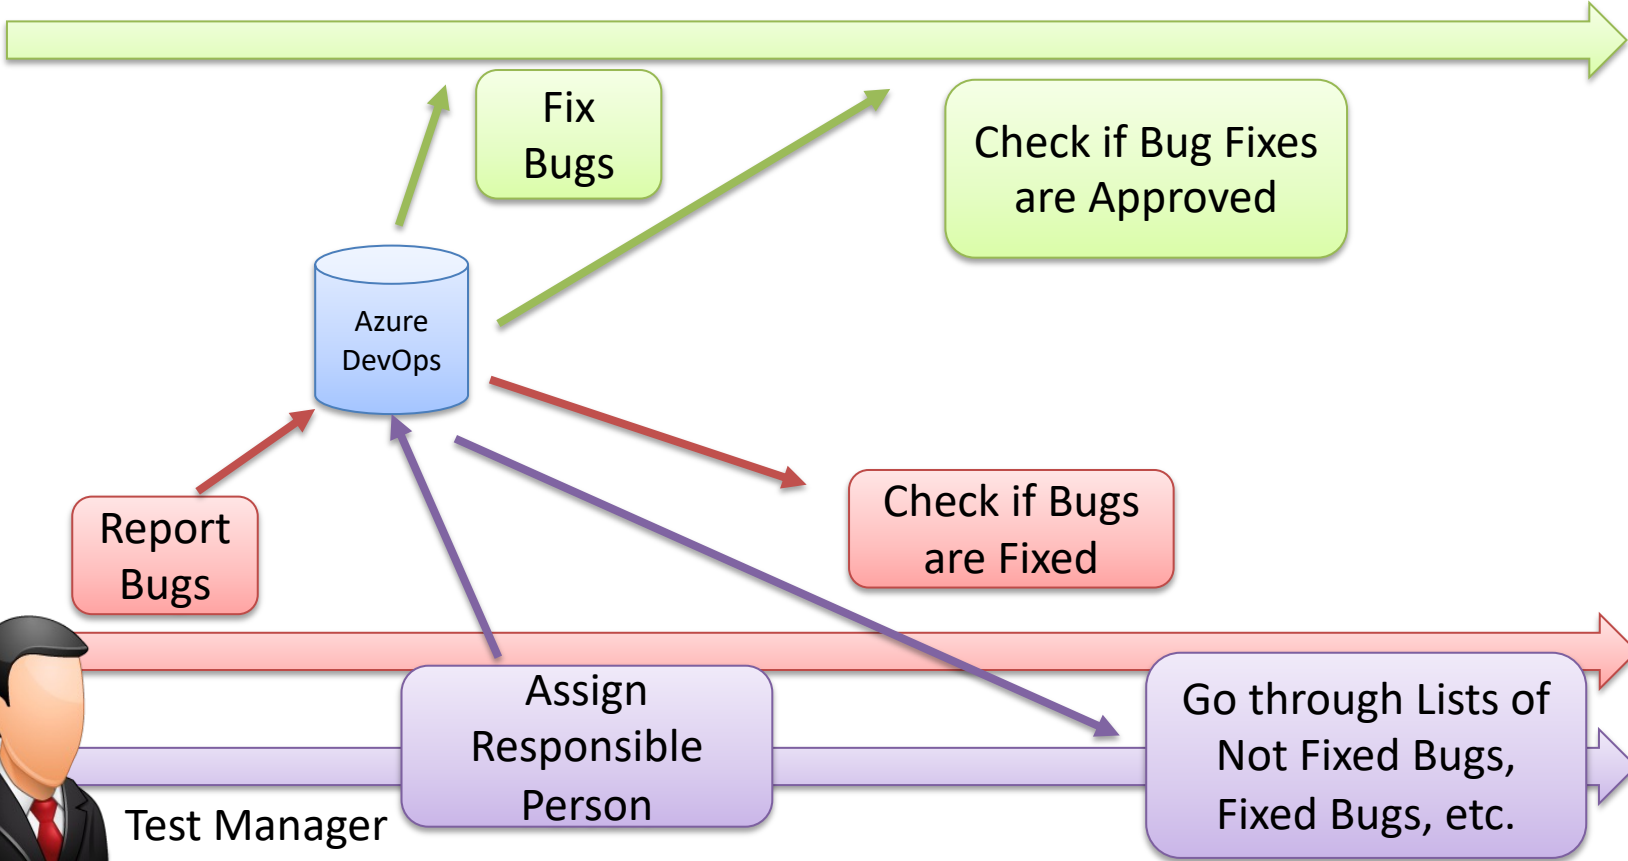 Fix
Bugs
Check if Bug Fixes
are Approved
Azure
DevOps
Report
Bugs
Check if Bugs
are Fixed
Assign
Responsible
Person
Go through Lists of
Not Fixed Bugs,
Fixed Bugs, etc.
Test Manager